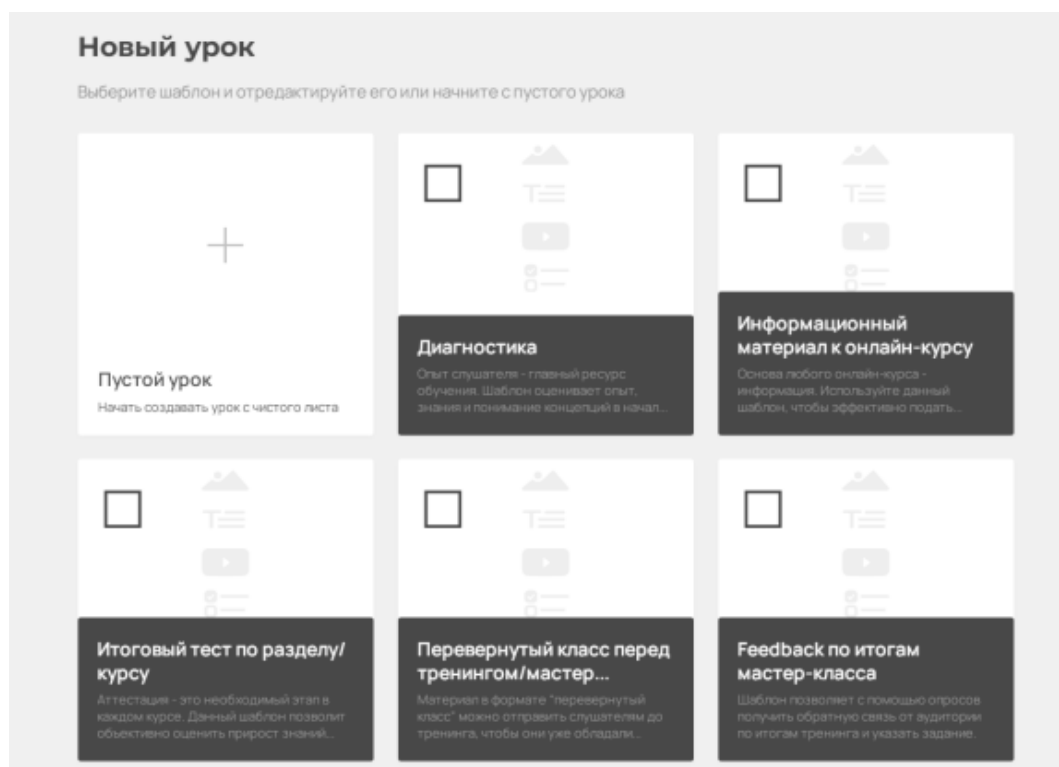 Новый урок
Выберите шаблон и отредактируйте его или начните с пустого урока
Пустой урок
Начать создавать урок с чистого листа
Диагностика
Опыт слушателя - главный ресурс
обучения. Шаблон оценивает опыт,
знания и понимание концепций в начал...
Информационный
материал к онлайн-курсу
Основа любого онлайн-курса -
информация. Используйте данный
шаблон, чтобы эффективно подать...
Итоговый тест по разделу/
курсу
Аттестация - это необходимый этап в
каждом курсе. Данный шаблон позволит
объективно оценить прирост знаний...
Перевернутый класс перед
тренингом/мастер...
Материал в формате "перевернутый
класс" можно отправить слушателям до
тренинга, чтобы они уже обладали...
Feedback по итогам
мастер-класса
Шаблон позволяет с помощью опросов
получить обратную связь от аудитории
по итогам тренинга и указать задание.